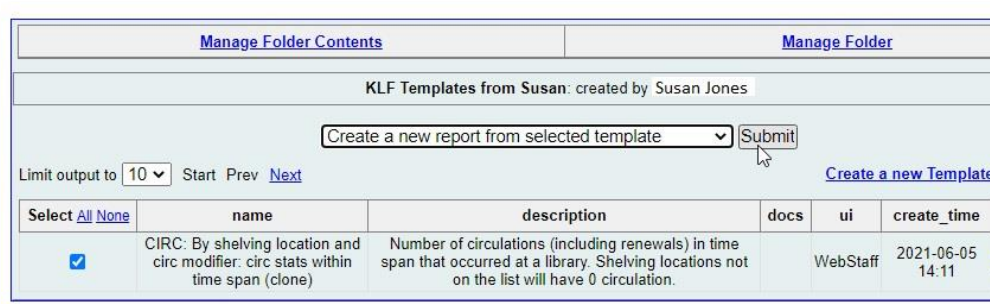 Manage Folder Contents Manage Folder
KLF Templates from Susan: created by Susan Jones
Create a new report from selected template Submit
Limit output to 10 Start Prev Next Create a new Template
Select All None name description docs ui create_time
CIRC: By shelving location and
circ modifier: circ stats within
time span (clone)
Number of circulations (including renewals) in time
span that occurred at a library. Shelving locations not
on the list will have 0 circulation.
WebStaff
2021-06-05
14:11